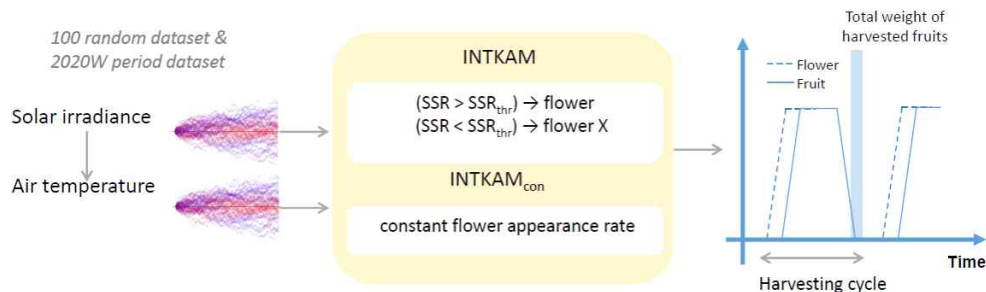 100 random dataset &
2020W period dataset
Solar irradiance
Air temperature
INTKAM
(SSR > SSRthr) → flower
(SSR < SSRthr) → flower X
INTKAMcon
constant flower appearance rate
Total weight of
harvested fruits
Flower
Fruit
Time
Harvesting cycle